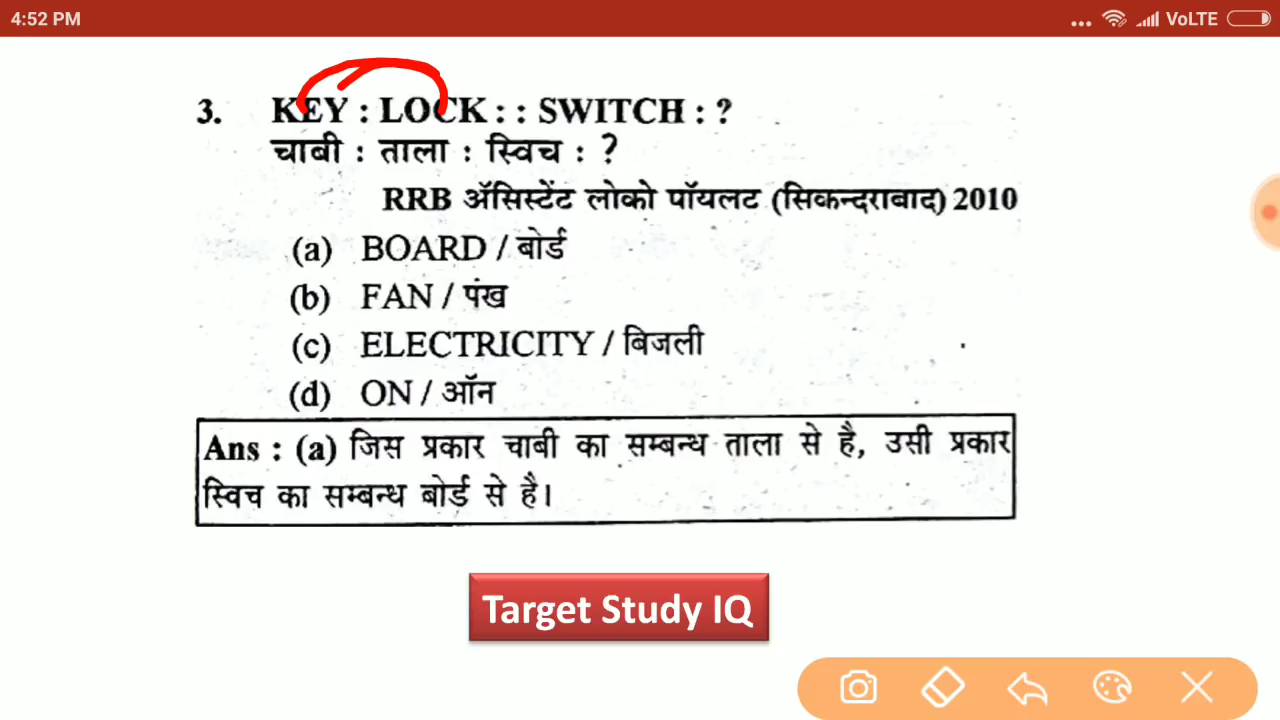 4:52 PM
... VoLTE
3. KEY : LOCK : : SWITCH : ?
चाबी : ताला : स्विच : ?
RRB ऑसिस्टेंट लोको पॉयलट (सिकन्दराबाद) 2010
(a) BOARD / बोर्ड
(b) FAN / पंख
(c) ELECTRICITY / बिजली
(d) ON / ऑन
Ans : (a) जिस प्रकार चाबी का सम्बन्ध ताला से है, उसी प्रकार
स्विच का सम्बन्ध बोर्ड से है।
Target Study IQ